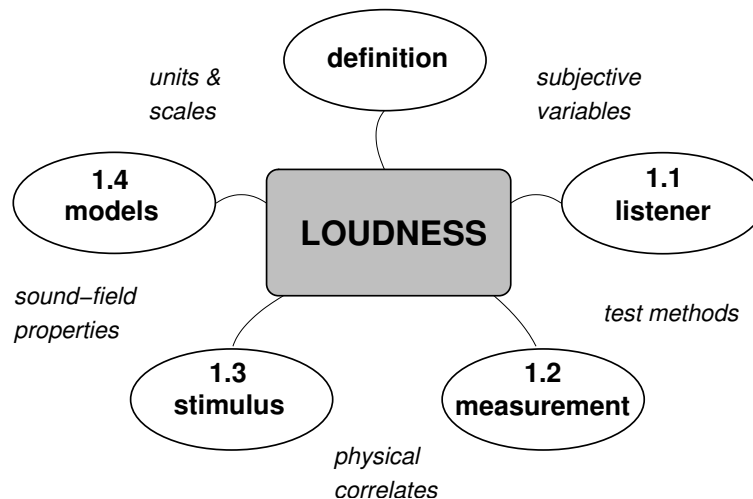 definition
units &
scales
subjective
variables
1.4
models
1.1
listener
LOUDNESS
sound–field
properties
test methods
1.3
stimulus
1.2
measurement
physical
correlates